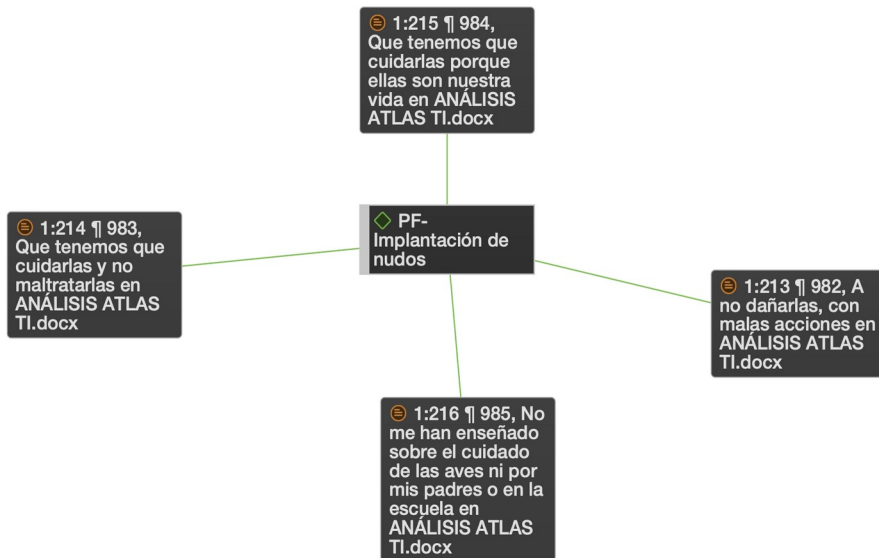 1:215 ¶ 984,
Que tenemos que
cuidarlas porque
ellas son nuestra
vida en ANÁLISIS
ATLAS TI.docx
PF-
Implantación de
nudos
1:214 ¶ 983,
Que tenemos que
cuidarlas y no
maltratarlas en
ANÁLISIS ATLAS
TI.docx
1:213 ¶ 982, A
no dañarlas, con
malas acciones en
ANÁLISIS ATLAS
TI.docx
1:216 ¶ 985, No
me han enseñado
sobre el cuidado
de las aves ni por
mis padres o en la
escuela en
ANÁLISIS ATLAS
TI.docx